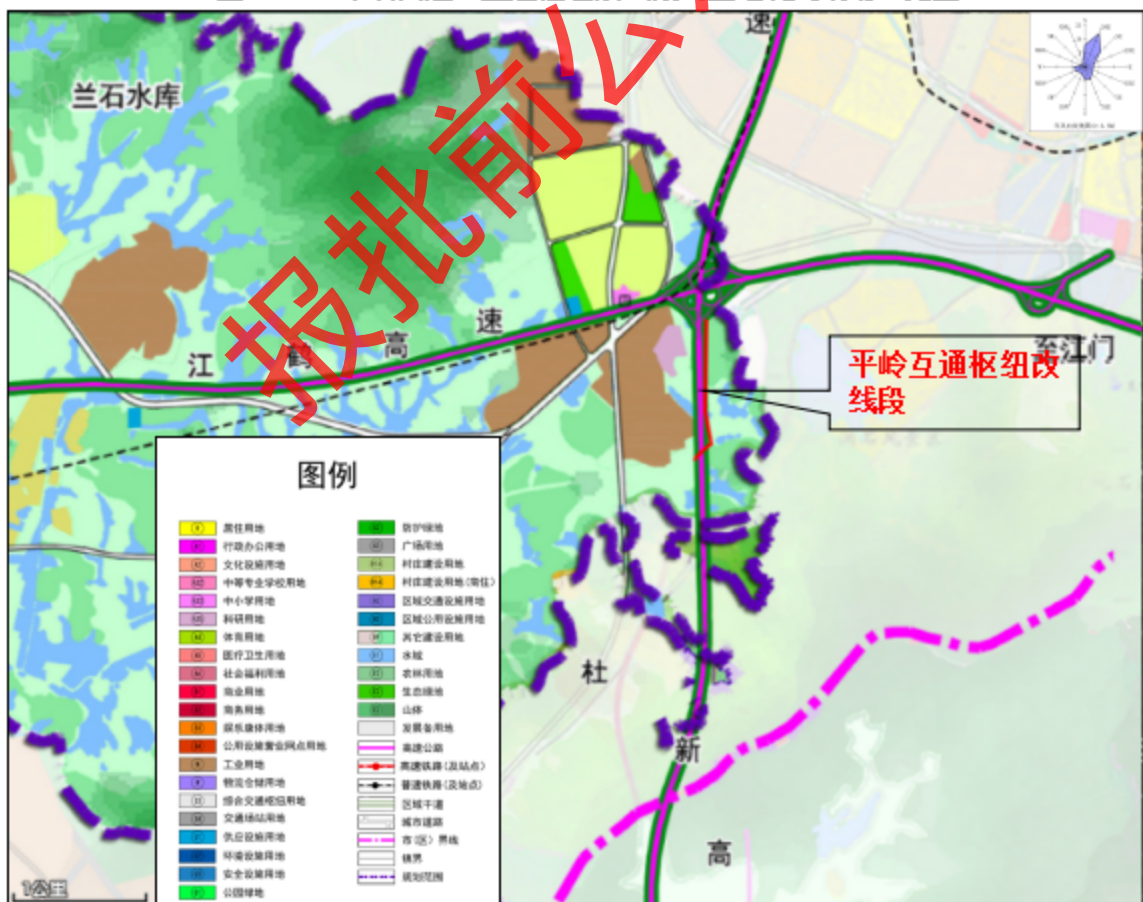 兰石水库
速
报批前公
江鹤高速
至江门
平岭互通枢纽改
线段
杜
新
高
1公里
图例
居住用地
行政办公用地
文化设施用地
中等专业学校用地
中小学用地
科研用地
体育用地
医疗卫生用地
社会福利用地
商业用地
商务用地
娱乐康体用地
公用设施营业网点用地
工业用地
物流仓储用地
综合交通枢纽用地
交通场站用地
供应设施用地
环境设施用地
安全设施用地
公园绿地
防护绿地
广场用地
村庄建设用地
村庄建设用地(商住)
区域交通设施用地
区域公用设施用地
其它建设用地
水域
农林用地
生态绿地
山体
发展备用地
高速公路
高速铁路(及站点)
普速铁路(及站点)
区域干道
城市道路
市(区)界线
镇界
规划范围